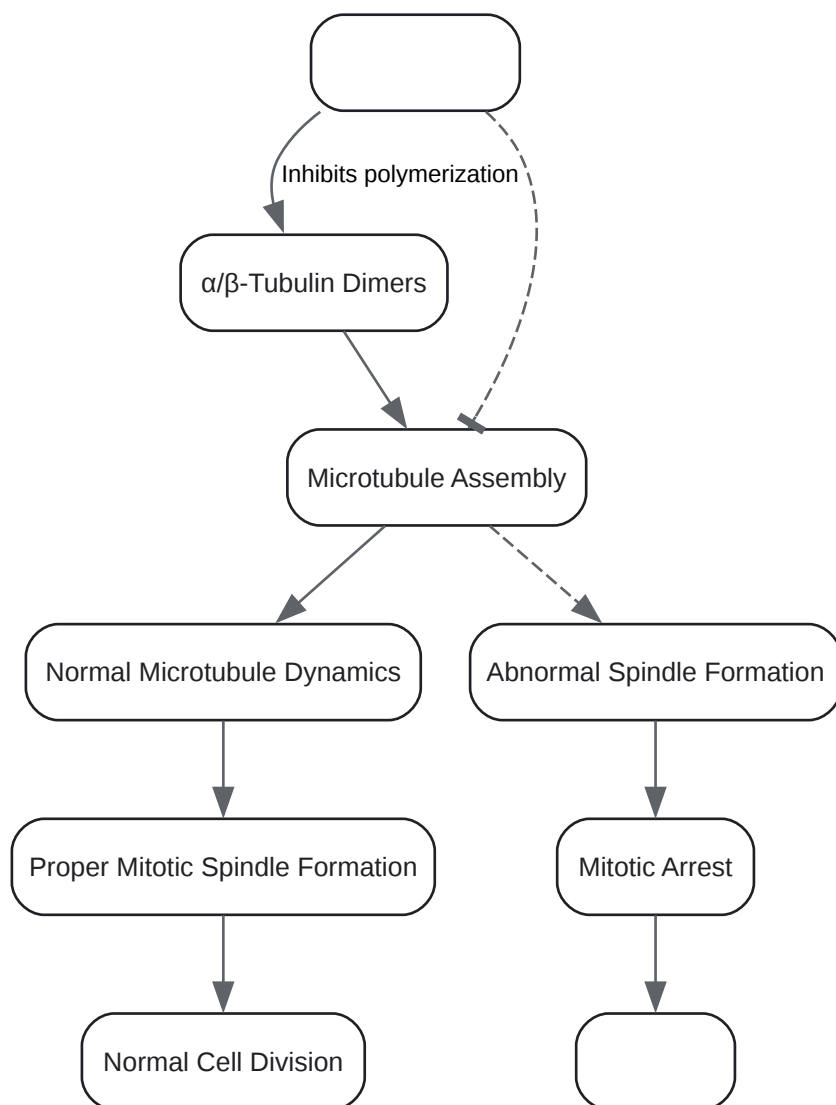 Inhibits polymerization
α/β-Tubulin Dimers
Microtubule Assembly
Normal Microtubule Dynamics
Abnormal Spindle Formation
Proper Mitotic Spindle Formation
Mitotic Arrest
Normal Cell Division